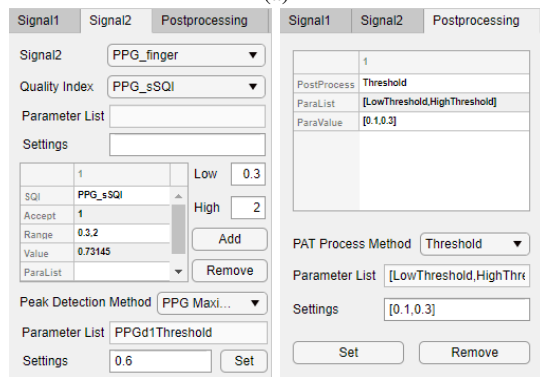 Signal1 Signal2 Postprocessing
Signal2 PPG_finger
Quality Index PPG_sSQI
Parameter List
Settings
1
SQI PPG_sSQI
Accept 1
Range 0.3,2
Value 0.73145
ParaList
Low 0.3
High 2
Add
Remove
Peak Detection Method PPG Maxi...
Parameter List PPGd1Threshold
Settings 0.6 Set
Signal1 Signal2 Postprocessing
1
PostProcess Threshold
ParaList [LowThreshold,HighThreshold]
ParaValue [0.1,0.3]
PAT Process Method Threshold
Parameter List [LowThreshold,HighThre
Settings [0.1,0.3]
Set Remove